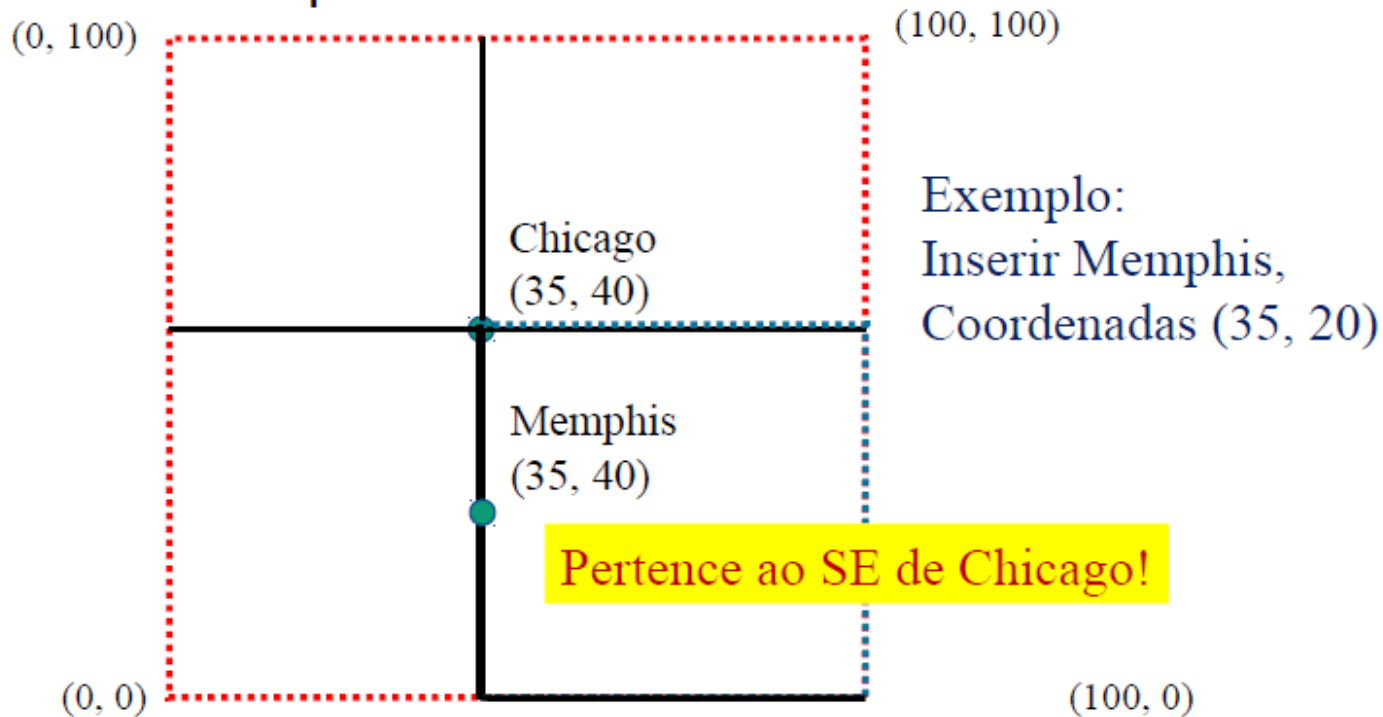 (0, 100)
(100, 100)
Exemplo:
Inserir Memphis,
Coordenadas (35, 20)
Chicago
(35, 40)
Memphis
(35, 40)
Pertence ao SE de Chicago!
(0, 0)
(100, 0)